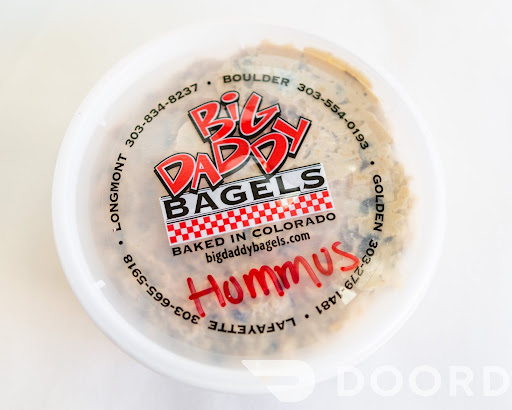 BOULDER 303-554-0193 • GOLDEN 303-279-1481 • LAFAYETTE 303-665-5918 • LONGMONT 303-834-8237 •
BiG
DADDY
BAGELS
BAKED IN COLORADO
bigdaddybagels.com
HUMMUS
DOORD